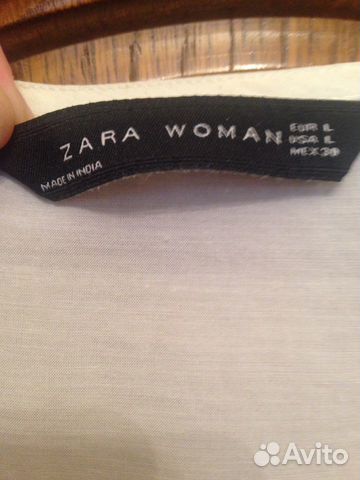 ZARA WOMAN
EUR L
USA L
MEX 30
MADE IN INDIA
Avito